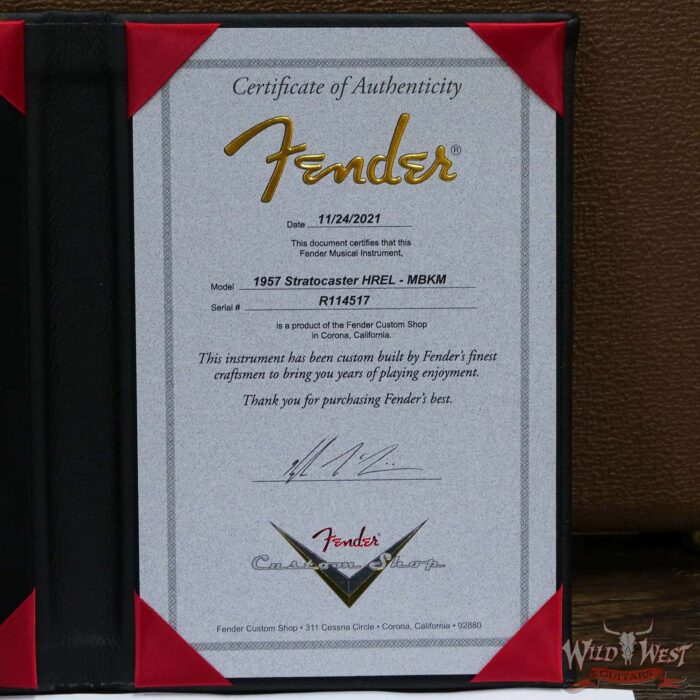 Certificate of Authenticity
Fender®
Date 11/24/2021
This document certifies that this
Fender Musical Instrument,
Model 1957 Stratocaster HREL - MBKM
Serial # R114517
is a product of the Fender Custom Shop
in Corona, California.
This instrument has been custom built by Fender's finest
craftsmen to bring you years of playing enjoyment.
Thank you for purchasing Fender's best.
Fender®
Custom Shop
Fender Custom Shop • 311 Cessna Circle • Corona, California • 92880
WILD WEST
GUITARS